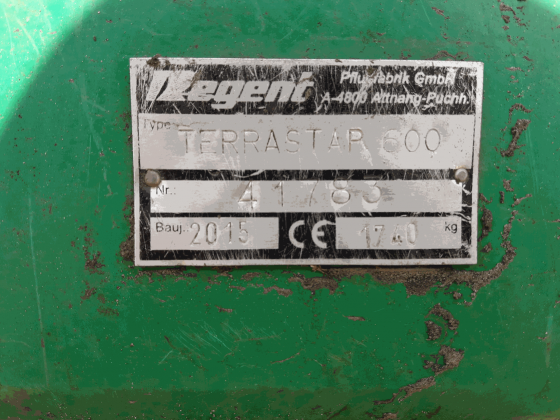 Regent Pflugfabrik GmbH
A-4800 Attnang-Puchh.
Type
TERRASTAR 600
Nr.: 41783
Bauj. 2015 CE 1740 kg